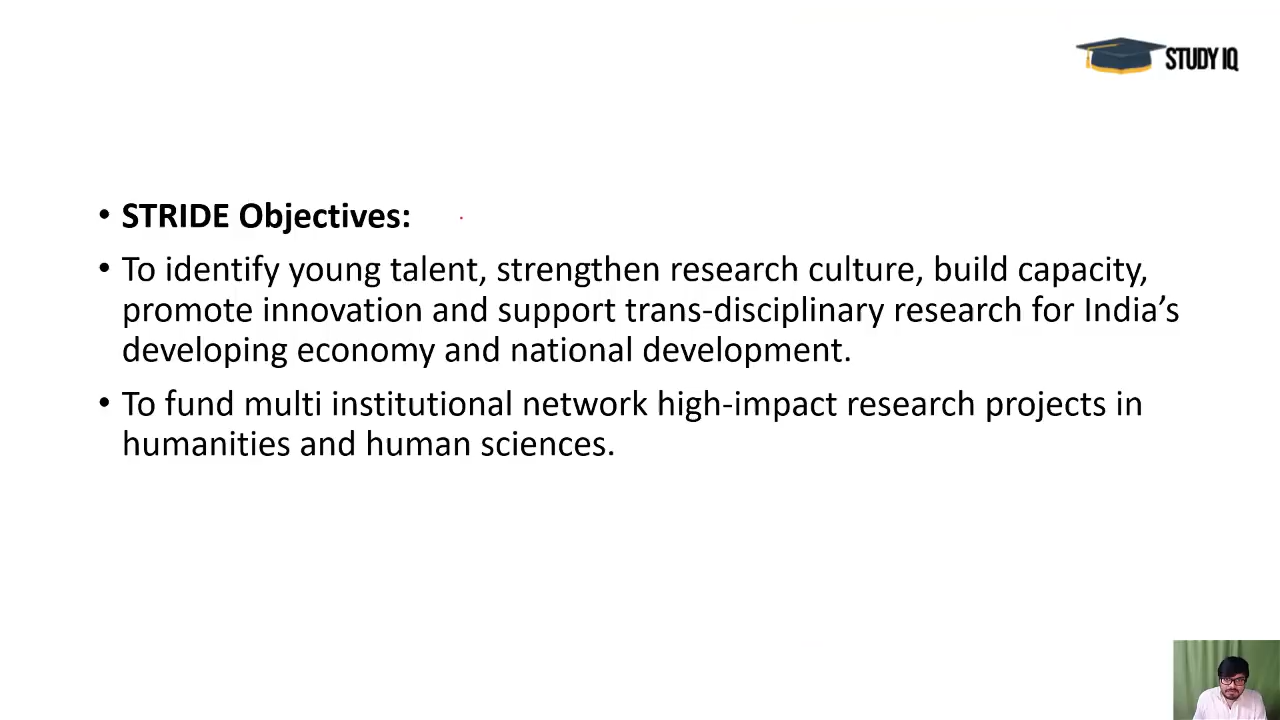 STUDY IQ
• STRIDE Objectives:
• To identify young talent, strengthen research culture, build capacity,
promote innovation and support trans-disciplinary research for India’s
developing economy and national development.
• To fund multi institutional network high-impact research projects in
humanities and human sciences.